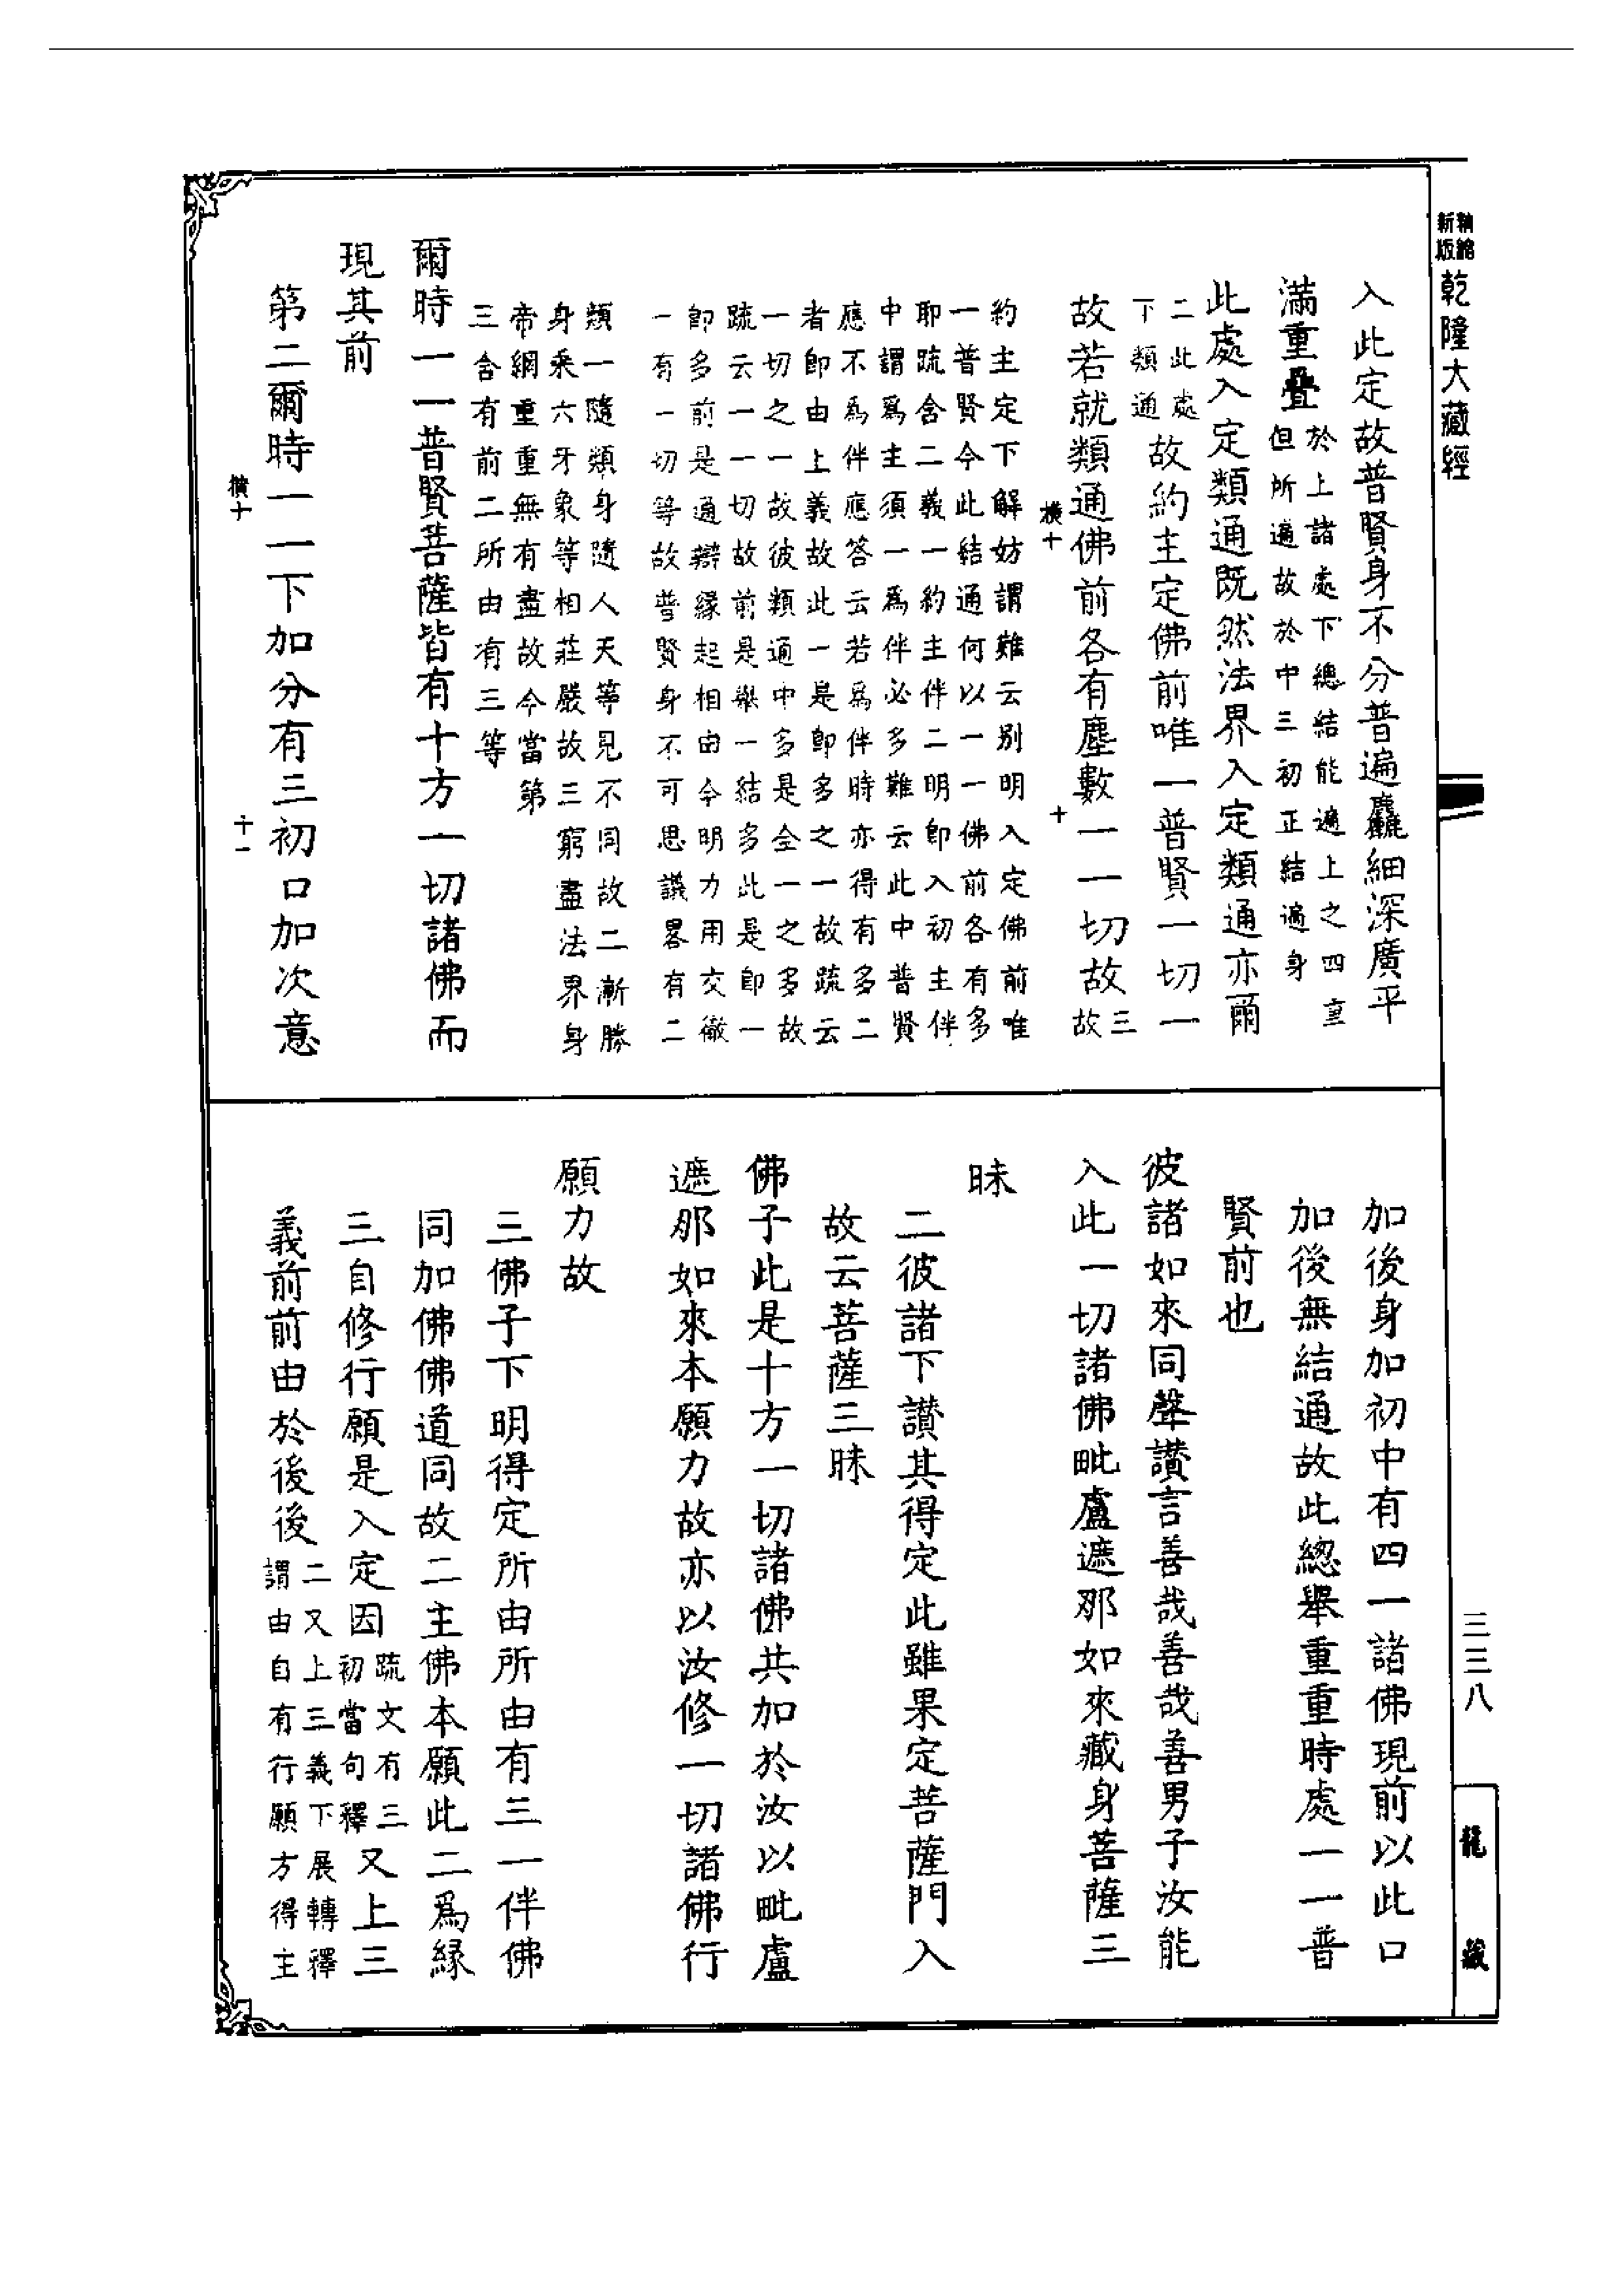 精縮新版 乾隆大藏經
入此定故普賢身不分普遍麤細深廣平
滿重疊於上諸處下總結能遍上之四重
但所遍故於中三初正結遍身
此處入定類通既然法界入定類通亦爾
二此處
下類通故約主定佛前唯一普賢一切一
故若就類通佛前各有塵數一一切故三
故
橫十 十
約主定下解妨謂難云別明入定佛前唯
一普賢今此結通何以一一佛前各有多
耶疏含二義一約主伴二明即入初主伴
中謂為主須一為伴必多難云此中普賢
應不為伴應答云若為伴時亦得有多二
者即由上義故此一是即多之一故疏云
一切之一故彼類通中多是全一之多故
疏云一一切故前是舉一結多此是即一
即多前是通辯緣起相由今明力用交徹
一有一切等故普賢身不可思議畧有二
類一隨類身隨人天等見不同故二漸勝
身乘六牙象等相莊嚴故三窮盡法界身
帝網重重無有盡故今當第
三含有前二所由有三等
爾時一一普賢菩薩皆有十方一切諸佛而
現其前
第二爾時一一下加分有三初口加次意
橫十 十一
加後身加初中有四一諸佛現前以此口
加後無結通故此總舉重重時處一一普
賢前也
彼諸如來同聲讚言善哉善哉善男子汝能
入此一切諸佛毗盧遮那如來藏身菩薩三
昧
二彼諸下讚其得定此雖果定菩薩門入
故云菩薩三昧
佛子此是十方一切諸佛共加於汝以毗盧
遮那如來本願力故亦以汝修一切諸佛行
願力故
三佛子下明得定所由所由有三一伴佛
同加佛佛道同故二主佛本願此二為緣
三自修行願是入定因疏文有三
初當句釋又上三
義前前由於後後二又上三義下展轉釋
謂由自有行願方得主
三三八
龍藏